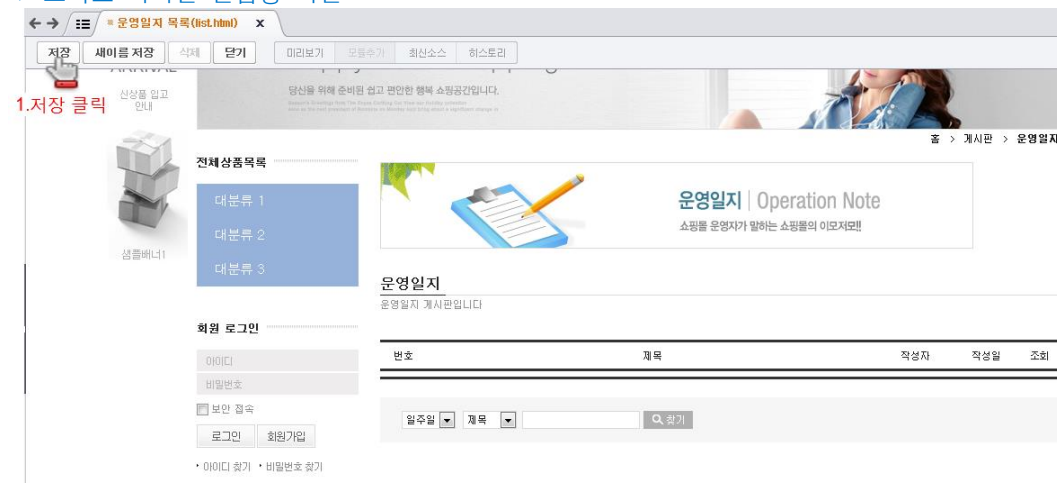 운영일지 목록(list.html) x
저장 새이름 저장 삭제 닫기 미리보기 모듈추가 최신소스 히스토리
1.저장 클릭
신상품 입고
안내
당신을 위해 준비된 쉽고 편안한 행복 쇼핑공간입니다.
홈 > 게시판 > 운영일지
전체상품목록
대분류 1
대분류 2
대분류 3
샘플배너1
운영일지 | Operation Note
쇼핑몰 운영자가 말하는 쇼핑몰의 이모저모!!
운영일지
운영일지 게시판입니다
회원 로그인
아이디
비밀번호
보안 접속
로그인 회원가입
· 아이디 찾기 · 비밀번호 찾기
번호 제목 작성자 작성일 조회
일주일 제목 찾기